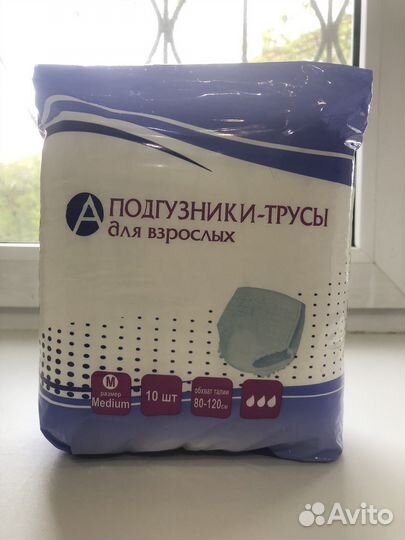 А ПОДГУЗНИКИ-ТРУСЫ
для взрослых
M
размер
Medium
10 шт
обхват талии
80-120см
Avito